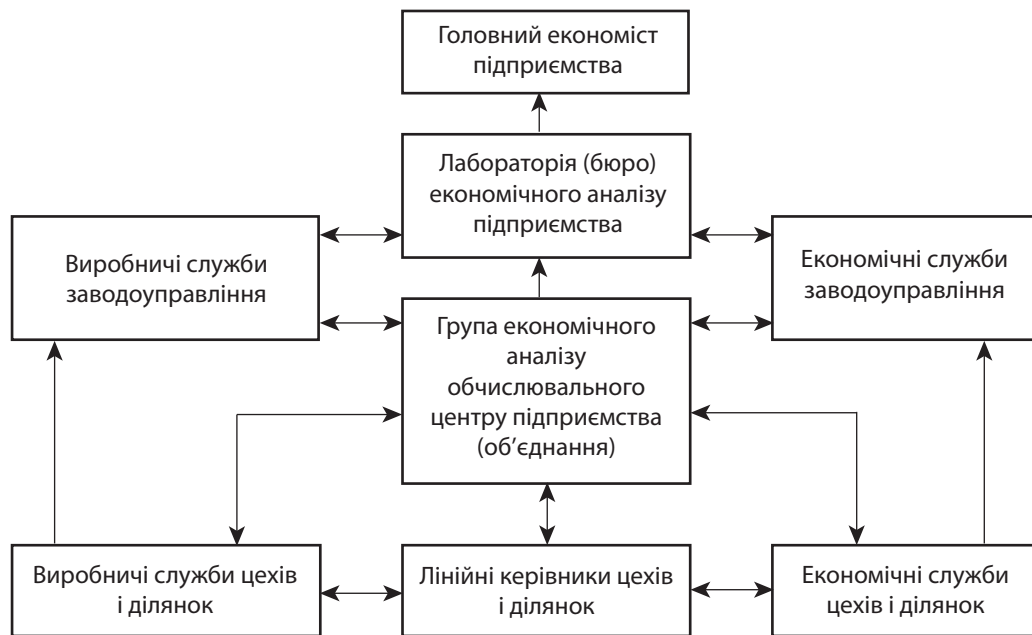 Головний економіст
підприємства
Лабораторія (бюро)
економічного аналізу
підприємства
Виробничі служби
заводоуправління
Економічні служби
заводоуправління
Група економічного
аналізу
обчислювального
центру підприємства
(об’єднання)
Виробничі служби цехів
і ділянок
Лінійні керівники цехів
і ділянок
Економічні служби
цехів і ділянок